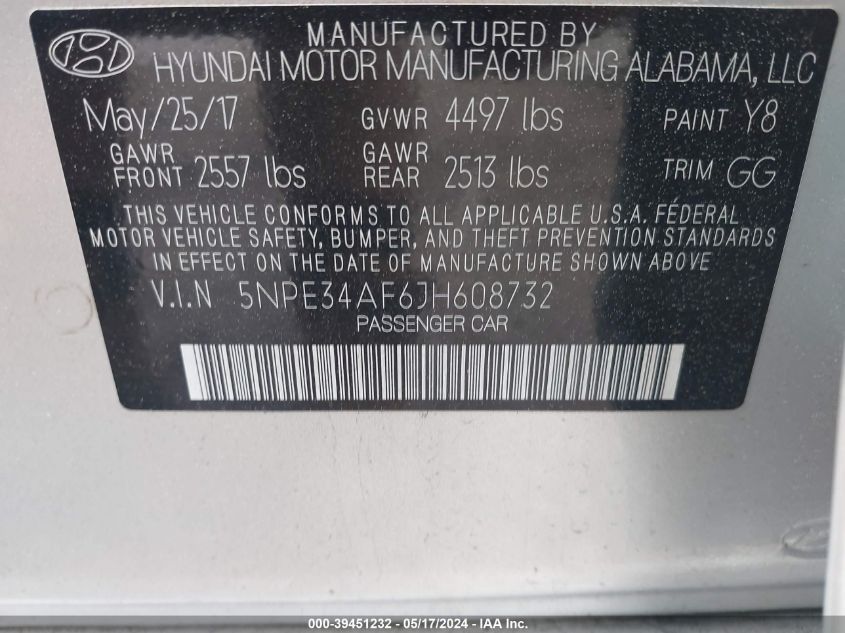 MANUFACTURED BY
HYUNDAI MOTOR MANUFACTURING ALABAMA, LLC
May/25/17 GVWR 4497 lbs PAINT Y8
GAWR FRONT 2557 lbs GAWR REAR 2513 lbs TRIM GG
THIS VEHICLE CONFORMS TO ALL APPLICABLE U.S.A. FEDERAL
MOTOR VEHICLE SAFETY, BUMPER, AND THEFT PREVENTION STANDARDS
IN EFFECT ON THE DATE OF MANUFACTURE SHOWN ABOVE
V.I.N 5NPE34AF6JH608732
PASSENGER CAR
000-39451232 - 05/17/2024 - IAA Inc.